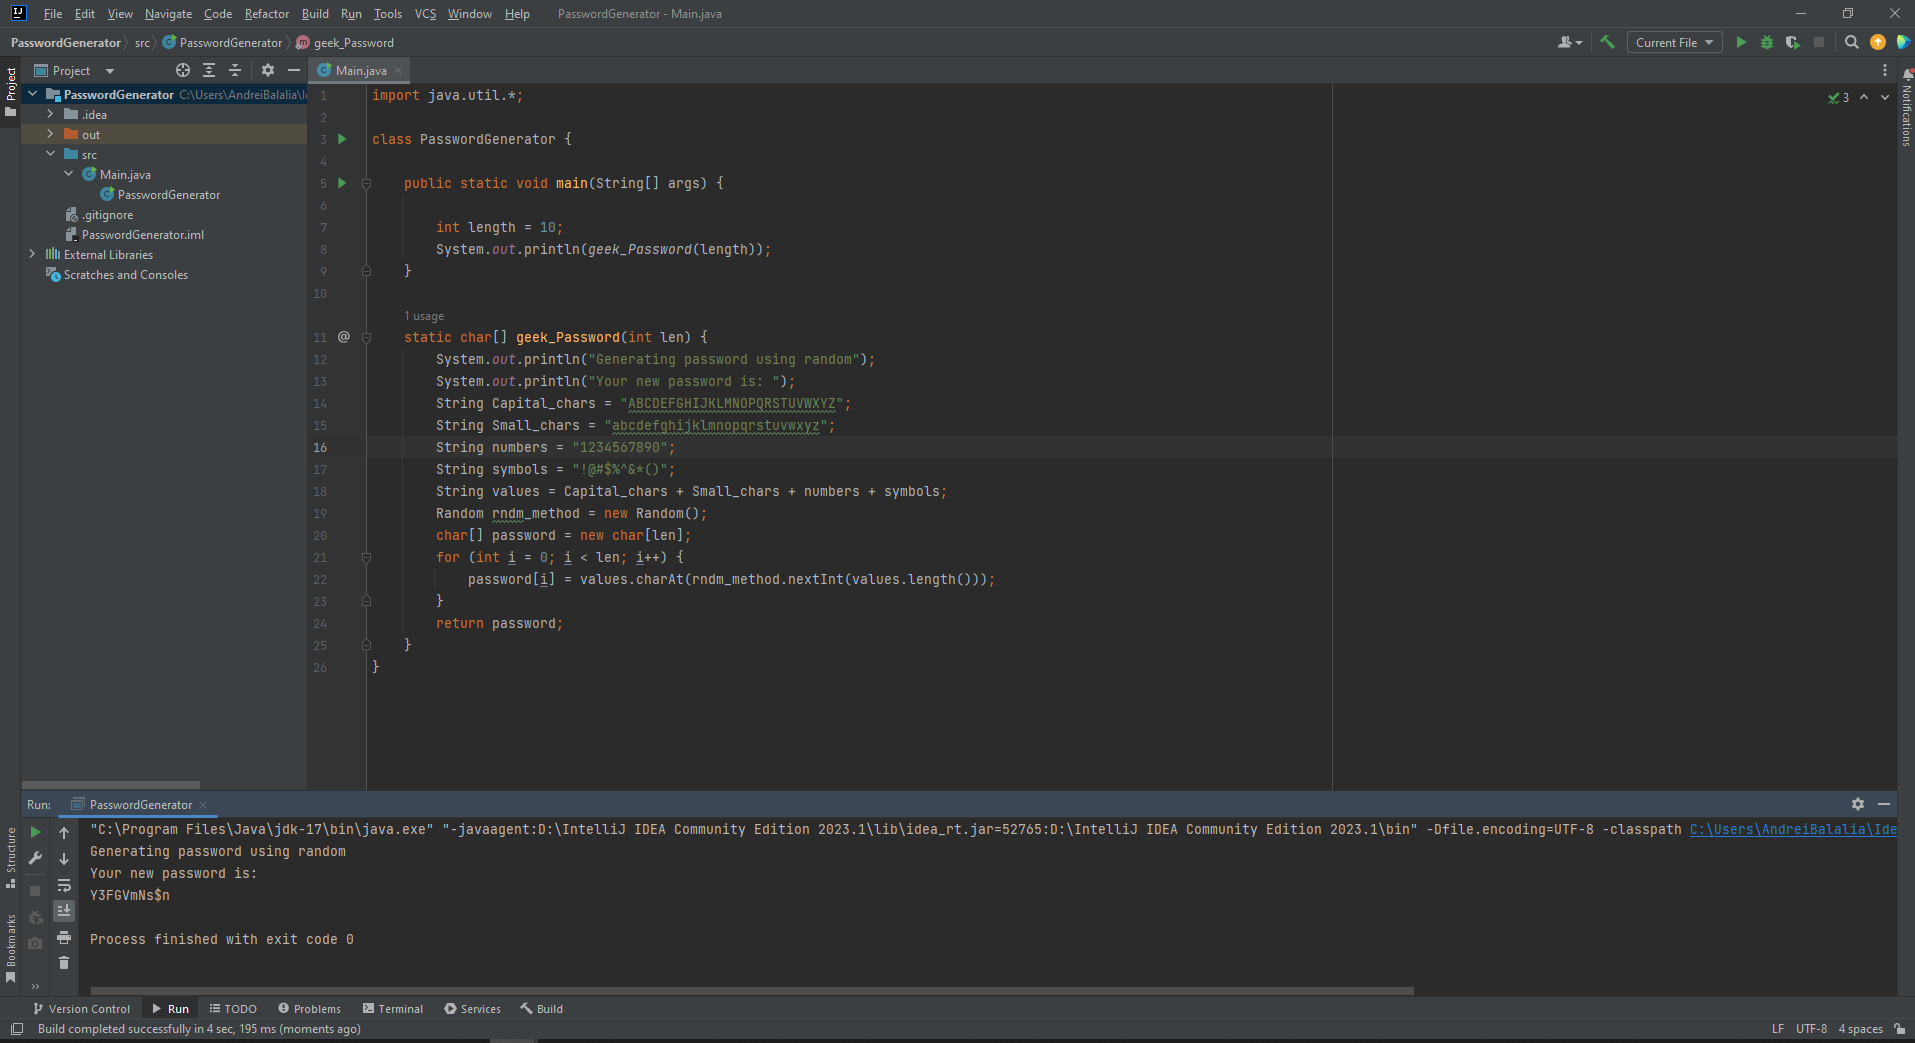 File Edit View Navigate Code Refactor Build Run Tools VCS Window Help PasswordGenerator - Main.java
PasswordGenerator src PasswordGenerator geek_Password
Current File
Project
Main.java
Project
Notifications
PasswordGenerator C:\Users\AndreiBalalia\I
.idea
out
src
Main.java
PasswordGenerator
.gitignore
PasswordGenerator.iml
External Libraries
Scratches and Consoles
3
1 import java.util.*;
2
3 class PasswordGenerator {
4
5 public static void main(String[] args) {
6
7 int length = 10;
8 System.out.println(geek_Password(length));
9 }
10
1 usage
11 @ static char[] geek_Password(int len) {
12 System.out.println("Generating password using random");
13 System.out.println("Your new password is: ");
14 String Capital_chars = "ABCDEFGHIJKLMNOPQRSTUVWXYZ";
15 String Small_chars = "abcdefghijklmnopqrstuvwxyz";
16 String numbers = "1234567890";
17 String symbols = "!@#$%^&*()";
18 String values = Capital_chars + Small_chars + numbers + symbols;
19 Random rndm_method = new Random();
20 char[] password = new char[len];
21 for (int i = 0; i < len; i++) {
22 password[i] = values.charAt(rndm_method.nextInt(values.length()));
23 }
24 return password;
25 }
26 }
Run: PasswordGenerator
Structure
Bookmarks
"C:\Program Files\Java\jdk-17\bin\java.exe" "-javaagent:D:\IntelliJ IDEA Community Edition 2023.1\lib\idea_rt.jar=52765:D:\IntelliJ IDEA Community Edition 2023.1\bin" -Dfile.encoding=UTF-8 -classpath C:\Users\AndreiBalalia\Ide
Generating password using random
Your new password is:
Y3FGVmNs$n
Process finished with exit code 0
Version Control Run TODO Problems Terminal Services Build
Build completed successfully in 4 sec, 195 ms (moments ago)
LF UTF-8 4 spaces